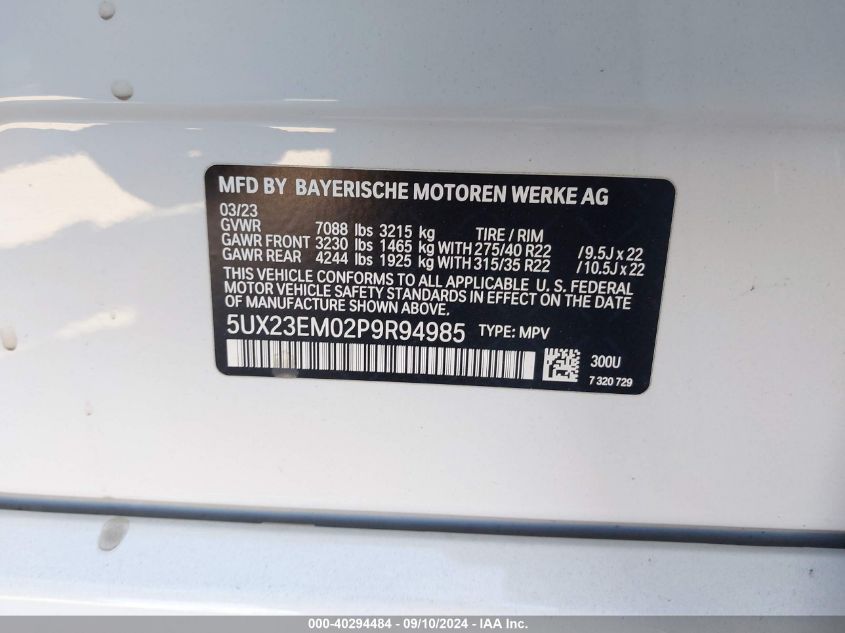 MFD BY BAYERISCHE MOTOREN WERKE AG
03/23
GVWR 7088 lbs 3215 kg TIRE / RIM
GAWR FRONT 3230 lbs 1465 kg WITH 275/40 R22 /9.5J x 22
GAWR REAR 4244 lbs 1925 kg WITH 315/35 R22 /10.5J x 22
THIS VEHICLE CONFORMS TO ALL APPLICABLE U. S. FEDERAL
MOTOR VEHICLE SAFETY STANDARDS IN EFFECT ON THE DATE
OF MANUFACTURE SHOWN ABOVE.
5UX23EM02P9R94985 TYPE: MPV
300U
7 320 729
000-40294484 - 09/10/2024 - IAA Inc.